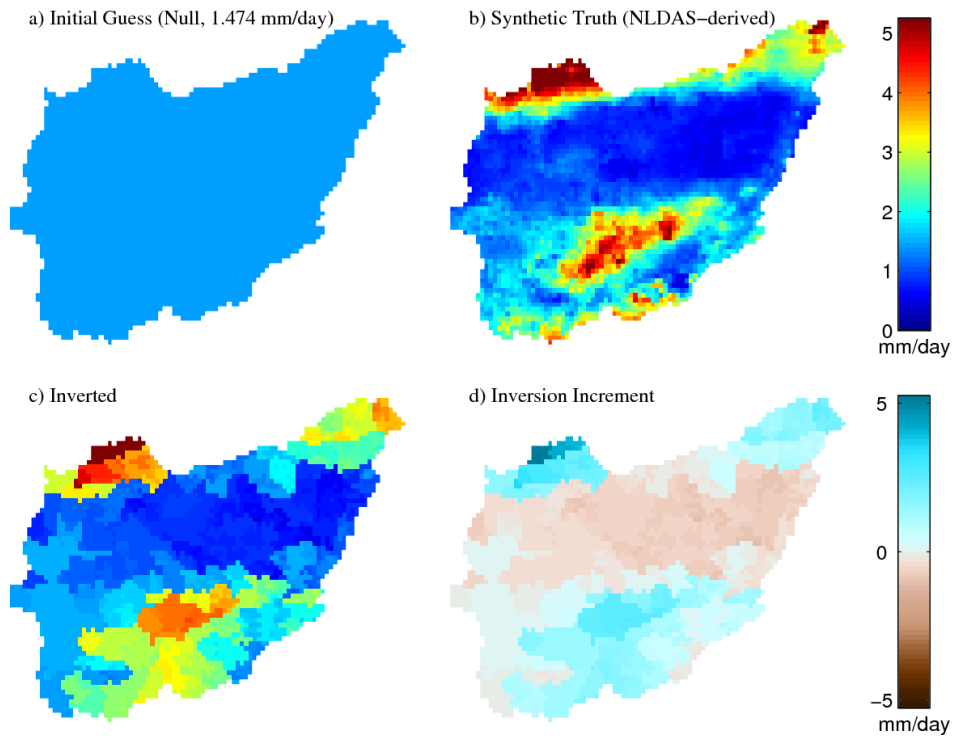 a) Initial Guess (Null, 1.474 mm/day)
b) Synthetic Truth (NLDAS−derived)
5
4
3
2
1
0
mm/day
c) Inverted
d) Inversion Increment
5
0
−5
mm/day